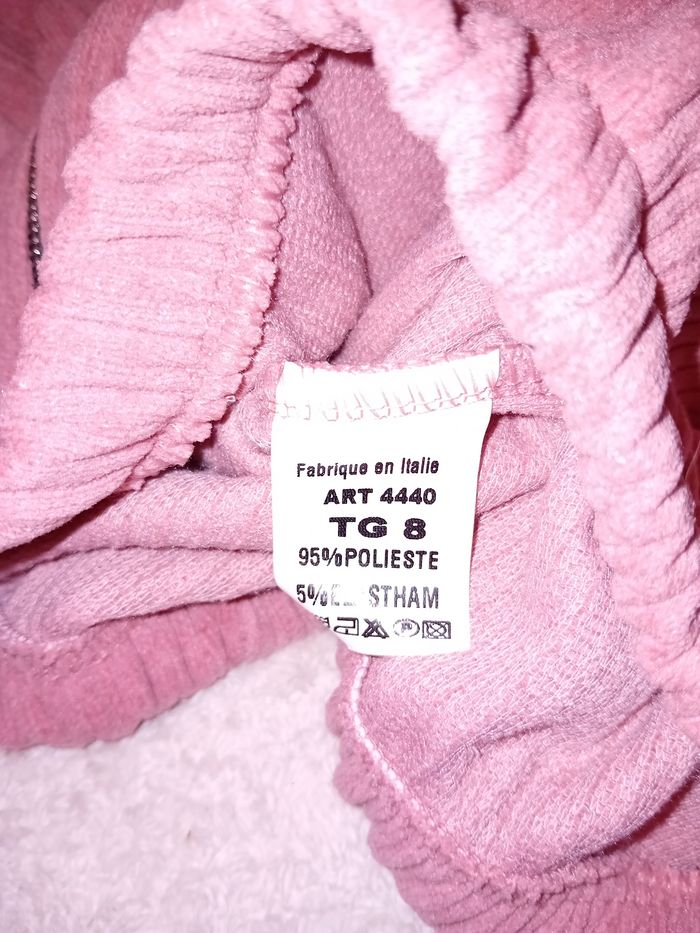 Fabrique en Italie
ART 4440
TG 8
95%POLIESTE
5%